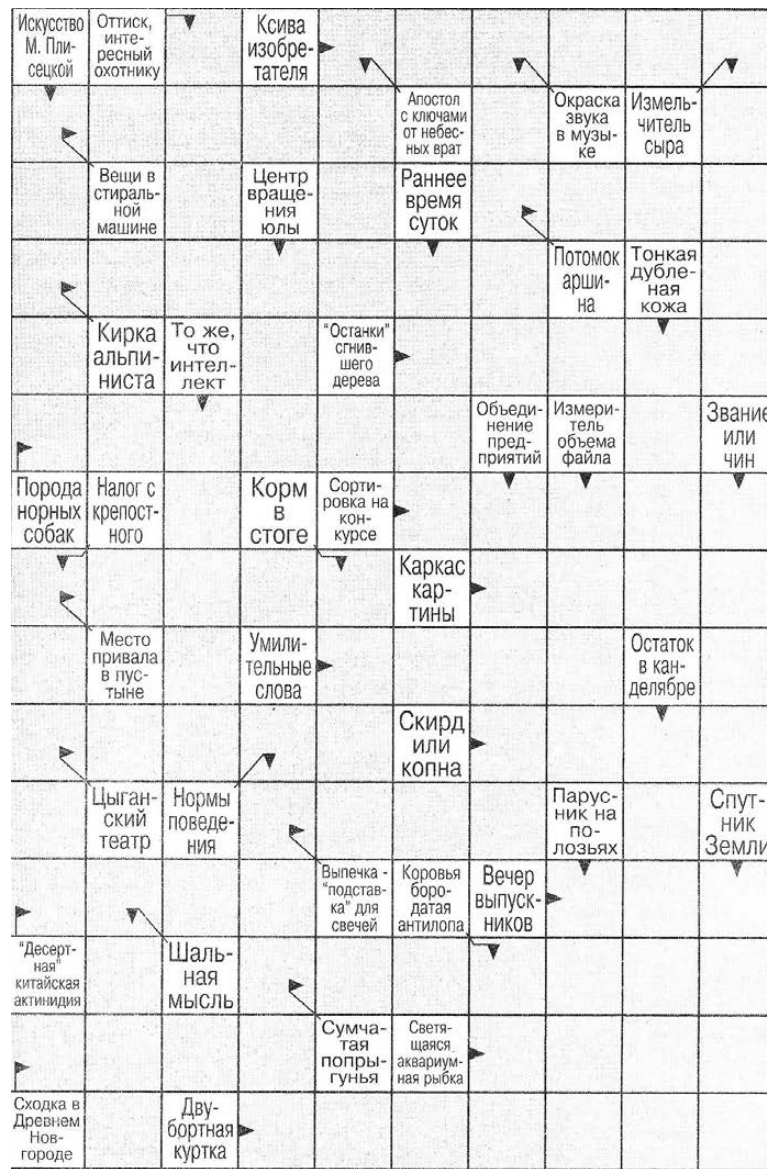 Искусство
М. Пли-
сецкой
Оттиск,
инте-
ресный
охотнику
Ксива
изобре-
тателя
Апостол
с ключами
от небес-
ных врат
Окраска
звука
в музы-
ке
Измель-
читель
сыра
Вещи в
стираль-
ной
машине
Центр
враще-
ния
юлы
Раннее
время
суток
Потомок
арши-
на
Тонкая
дубле-
ная
кожа
Кирка
альпи-
ниста
То же,
что
интел-
лект
"Останки"
сгнив-
шего
дерева
Объеди-
нение
пред-
приятий
Измери-
тель
объема
файла
Звание
или
чин
Порода
норных
собак
Налог с
крепост-
ного
Корм
в
стоге
Сорти-
ровка на
кон-
курсе
Каркас
кар-
тины
Место
привала
в пус-
тыне
Умили-
тельные
слова
Остаток
в кан-
делябре
Скирд
или
копна
Цыган-
ский
театр
Нормы
поведе-
ния
Парус-
ник на
по-
лозьях
Спут-
ник
Земли
Выпечка -
"подстав-
ка" для
свечей
Коровья
боро-
датая
антилопа
Вечер
выпуск-
ников
"Десерт-
ная"
китайская
актинидия
Шаль-
ная
мысль
Сумча-
тая
попры-
гунья
Светя-
щаяся
аквариум-
ная рыбка
Сходка в
Древнем
Нов-
городе
Дву-
бортная
куртка